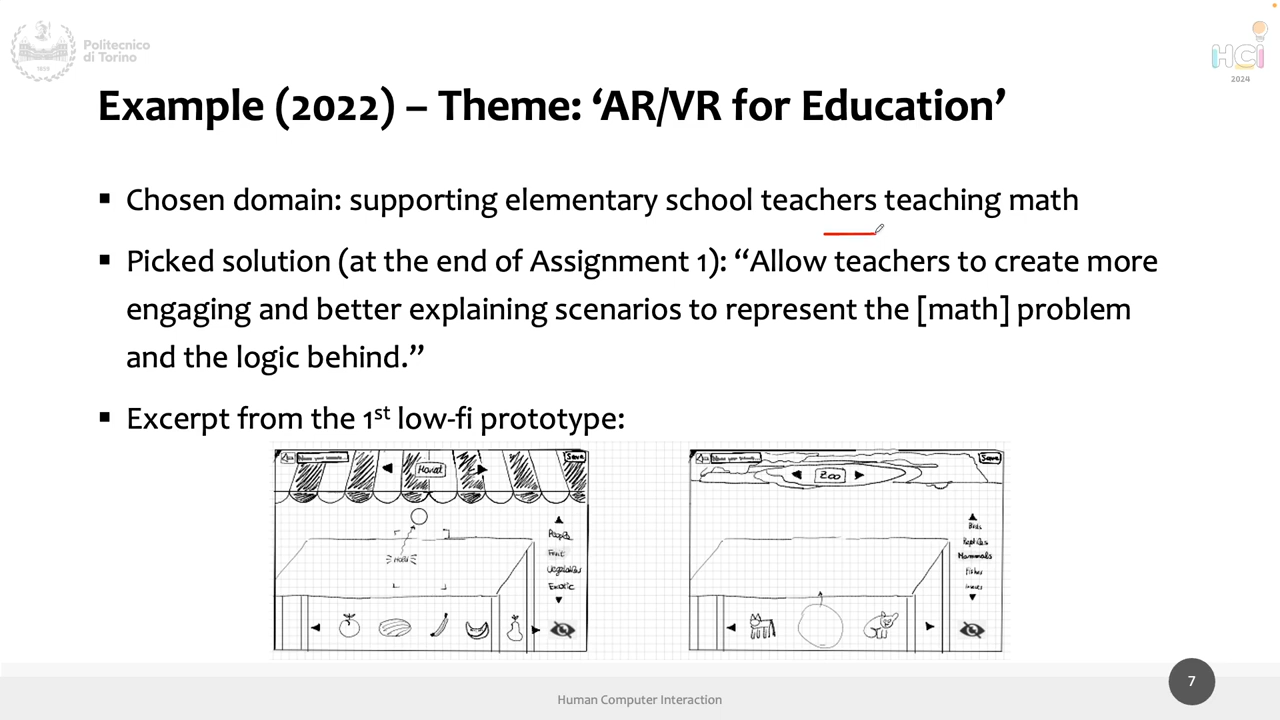 Politecnico
di Torino
1859
HCI
2024
Example (2022) – Theme: ‘AR/VR for Education’
▪ Chosen domain: supporting elementary school teachers teaching math
▪ Picked solution (at the end of Assignment 1): “Allow teachers to create more
engaging and better explaining scenarios to represent the [math] problem
and the logic behind.”
▪ Excerpt from the 1st low-fi prototype:
Save
People
Fruit
Vegetables
Exotic
Zoo
Save
Birds
Reptiles
Mammals
Fishes
Human Computer Interaction
7